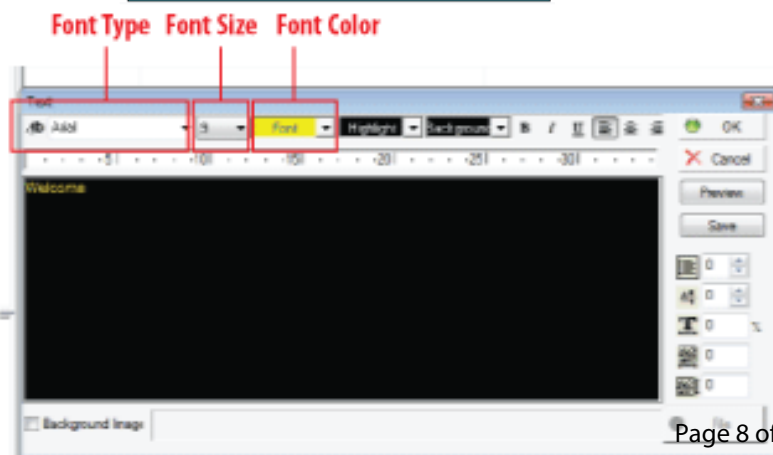 Font Type Font Size Font Color
Text
Arial 9 Font Highlight Background B I U OK
5 10 15 20 25 30 Cancel
Welcome
Preview
Save
0
0
0 %
0
0
Background Image
Page 8 of